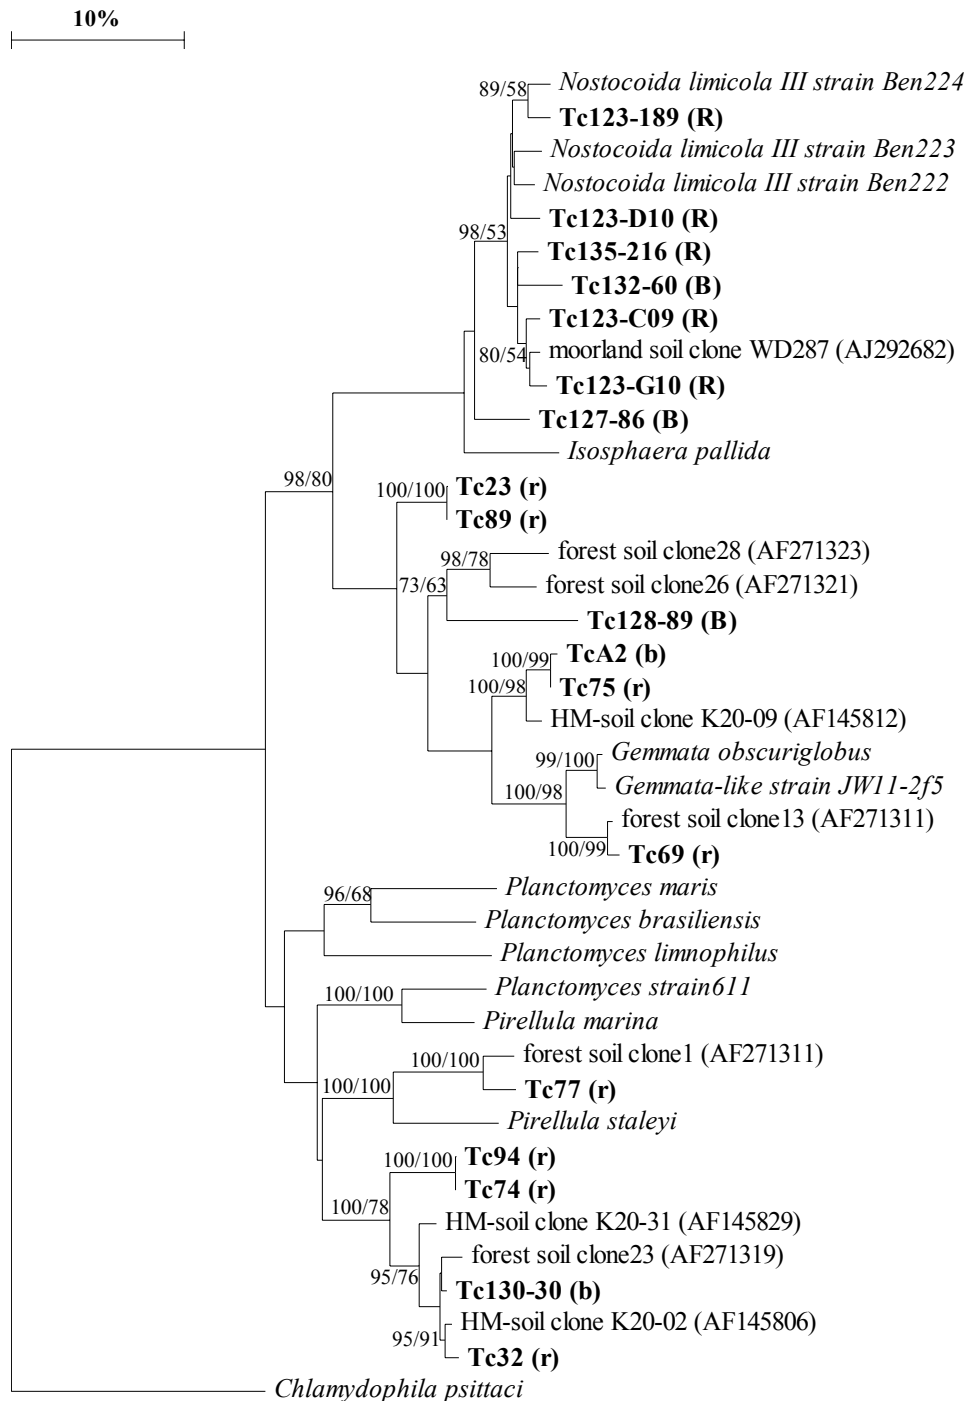 10%
89/58
Nostocoida limicola III strain Ben224
Tc123-189 (R)
Nostocoida limicola III strain Ben223
Nostocoida limicola III strain Ben222
Tc123-D10 (R)
98/53
Tc135-216 (R)
Tc132-60 (B)
Tc123-C09 (R)
80/54
moorland soil clone WD287 (AJ292682)
Tc123-G10 (R)
Tc127-86 (B)
Isosphaera pallida
98/80
100/100
Tc23 (r)
Tc89 (r)
98/78
forest soil clone28 (AF271323)
73/63
forest soil clone26 (AF271321)
Tc128-89 (B)
100/99
TcA2 (b)
100/98
Tc75 (r)
HM-soil clone K20-09 (AF145812)
99/100
Gemmata obscuriglobus
100/98
Gemmata-like strain JW11-2f5
forest soil clone13 (AF271311)
100/99
Tc69 (r)
96/68
Planctomyces maris
Planctomyces brasiliensis
Planctomyces limnophilus
100/100
Planctomyces strain611
Pirellula marina
100/100
forest soil clone1 (AF271311)
100/100
Tc77 (r)
Pirellula staleyi
100/100
Tc94 (r)
Tc74 (r)
100/78
HM-soil clone K20-31 (AF145829)
forest soil clone23 (AF271319)
95/76
Tc130-30 (b)
HM-soil clone K20-02 (AF145806)
95/91
Tc32 (r)
Chlamydophila psittaci